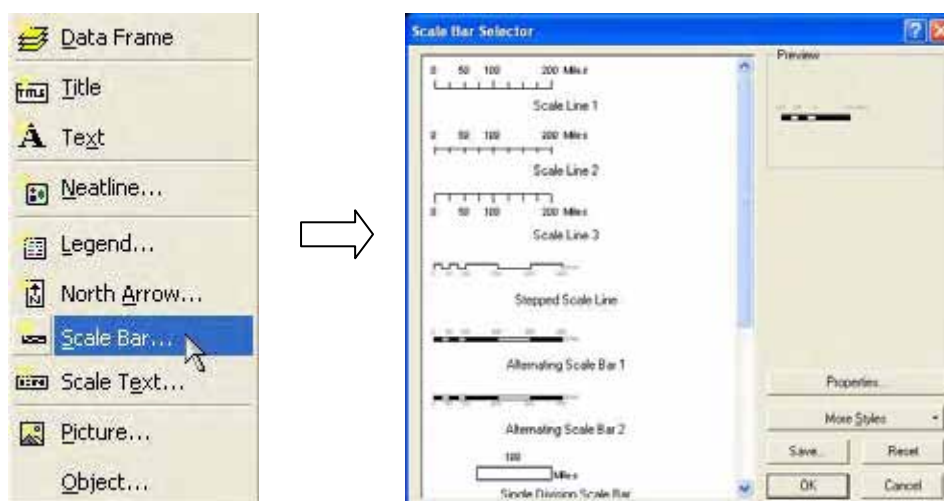 Data Frame
Title
Text
Neatline...
Legend...
North Arrow...
Scale Bar...
Scale Text...
Picture...
Object...
Scale Bar Selector
0 50 100 200 Miles
Scale Line 1
0 50 100 200 Miles
Scale Line 2
0 50 100 200 Miles
Scale Line 3
Stepped Scale Line
Alternating Scale Bar 1
Alternating Scale Bar 2
100
Miles
Single Division Scale Bar
Preview
Properties...
More Styles
Save...
Reset
OK
Cancel